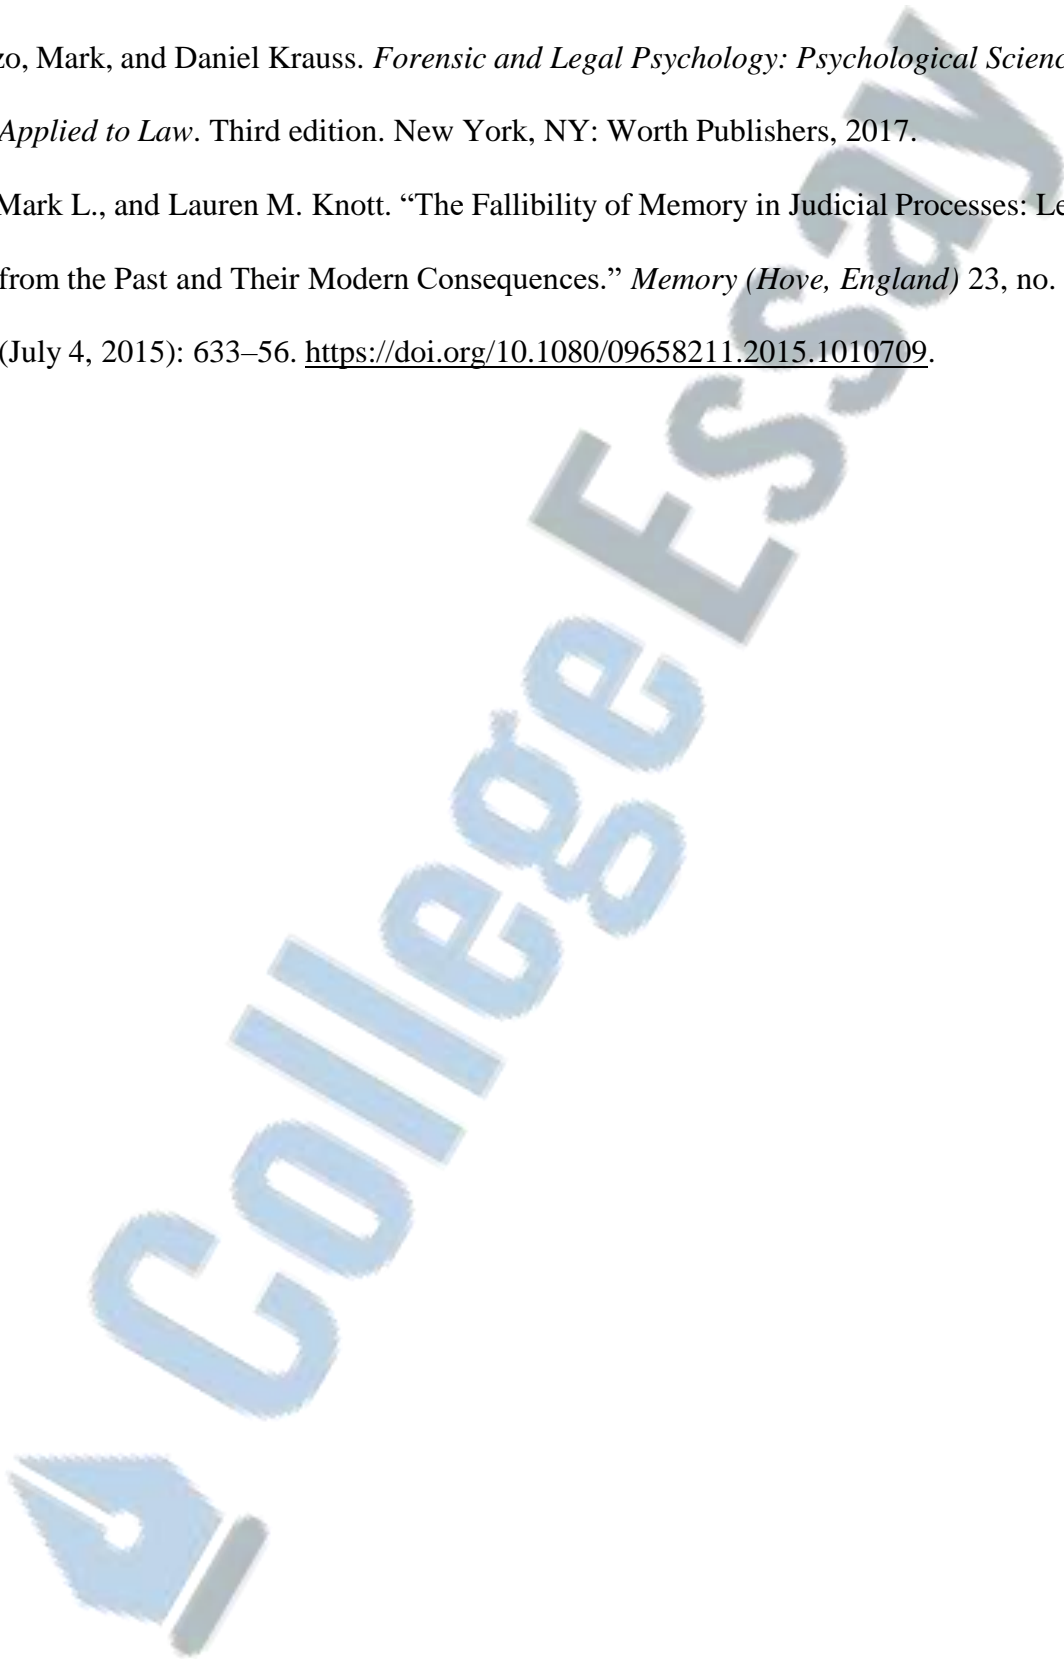 zo, Mark, and Daniel Krauss. Forensic and Legal Psychology: Psychological Scienc
Applied to Law. Third edition. New York, NY: Worth Publishers, 2017.
Mark L., and Lauren M. Knott. “The Fallibility of Memory in Judicial Processes: Le
from the Past and Their Modern Consequences.” Memory (Hove, England) 23, no.
(July 4, 2015): 633–56. https://doi.org/10.1080/09658211.2015.1010709.
CollegeEssay